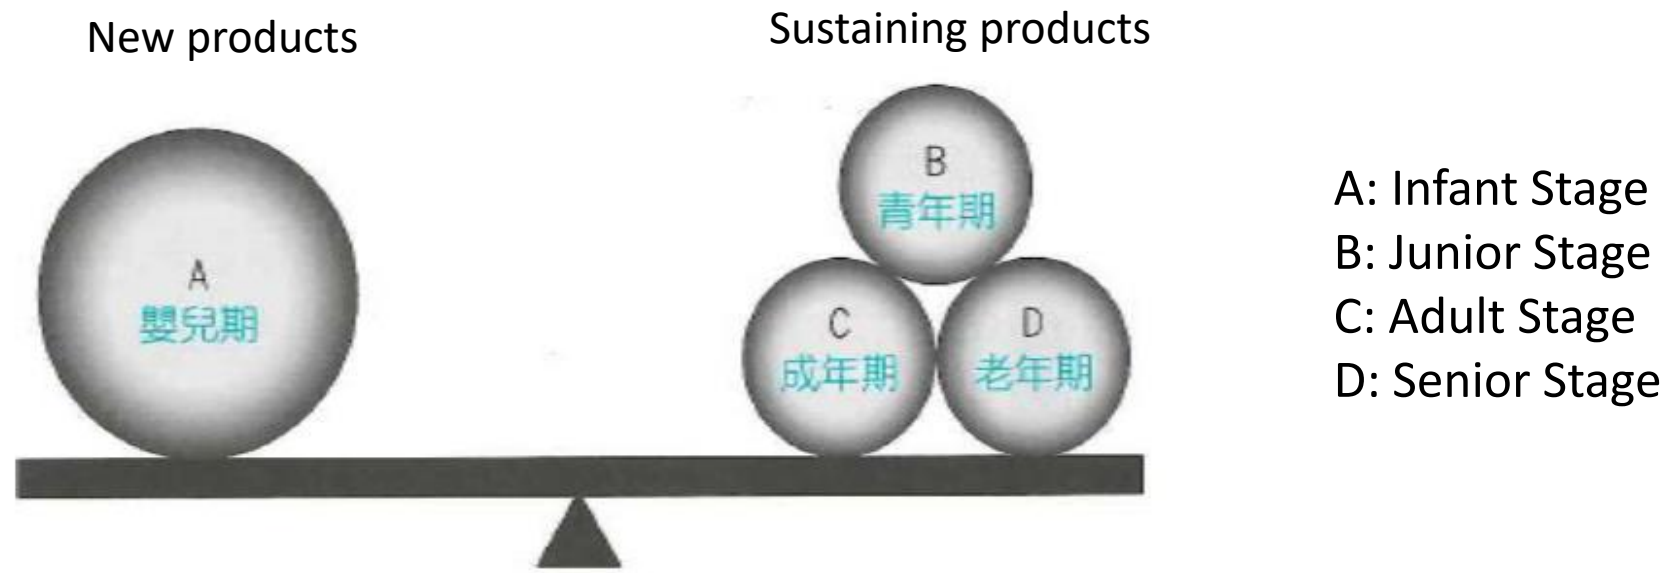 New products
Sustaining products
A
嬰兒期
B
青年期
C
成年期
D
老年期
A: Infant Stage
B: Junior Stage
C: Adult Stage
D: Senior Stage